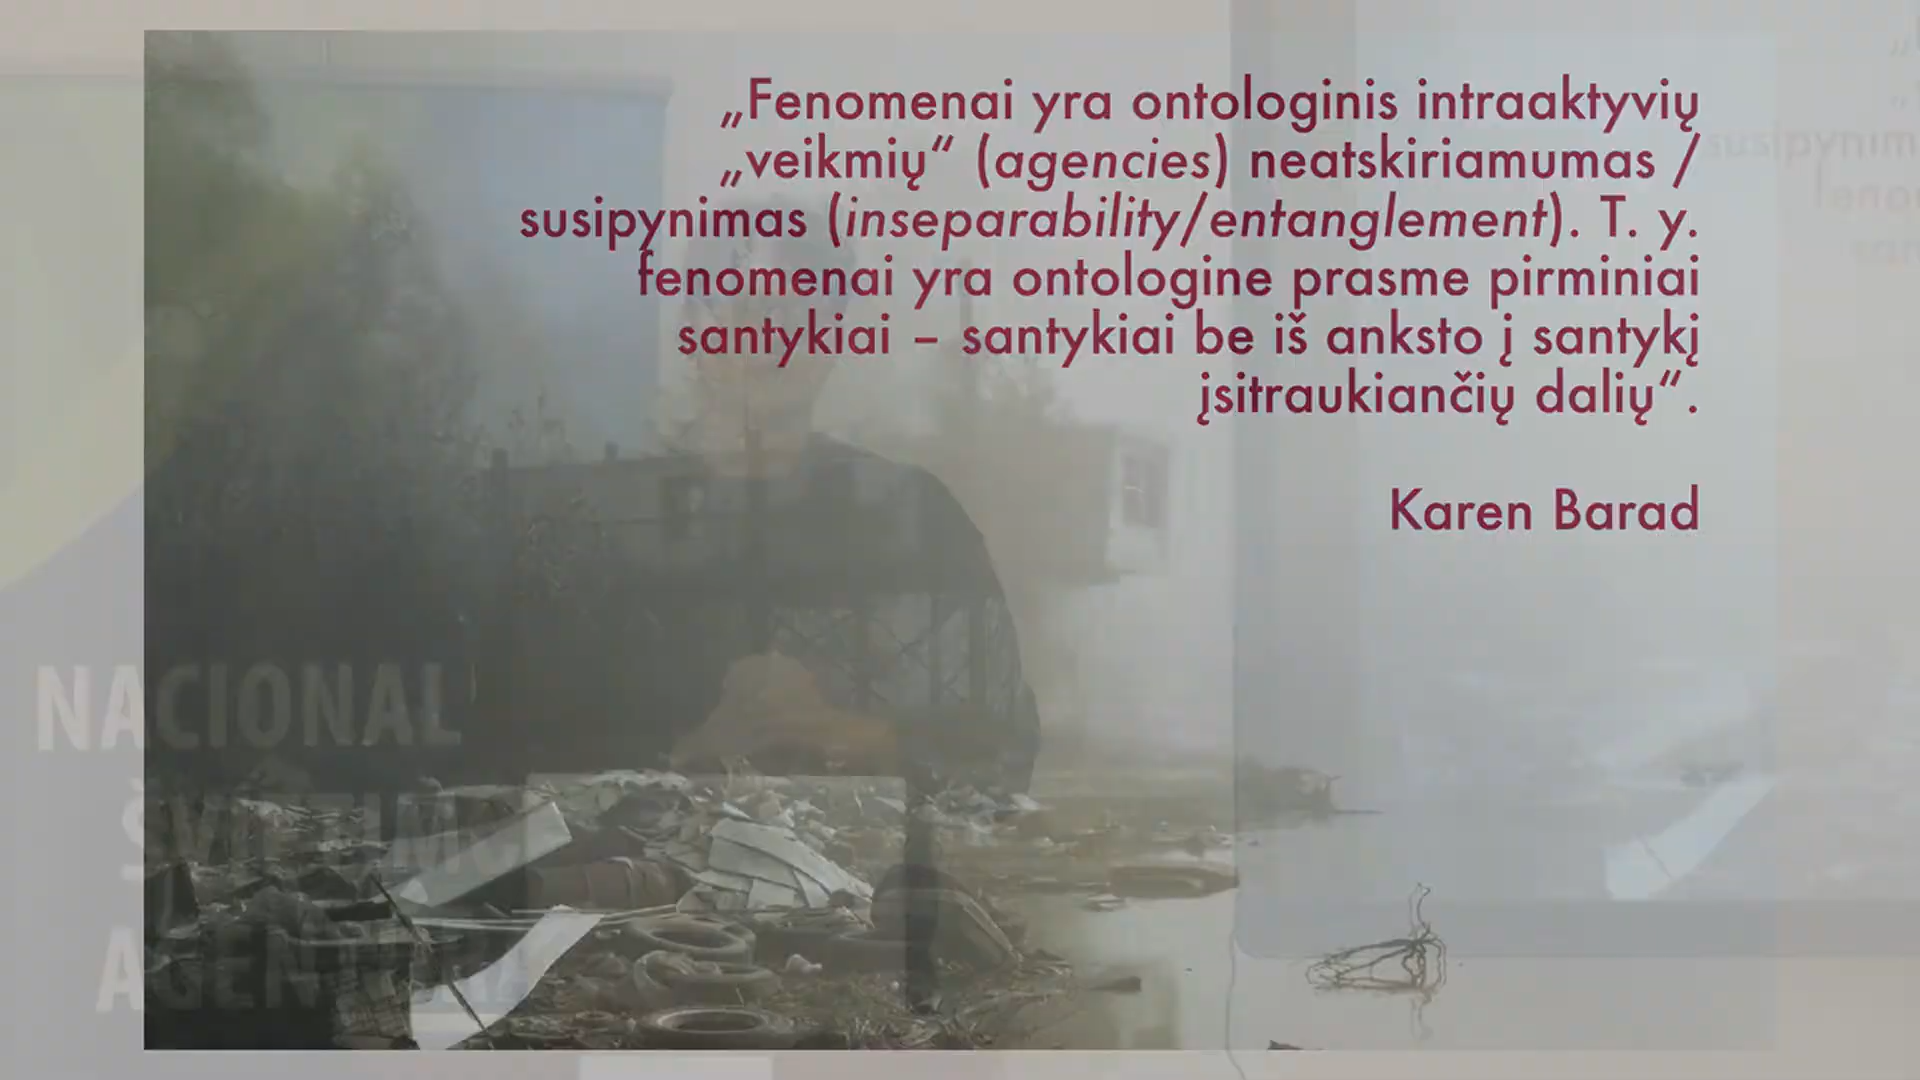 „Fenomenai yra ontologinis intraaktyvių
„veikmių“ (agencies) neatskiriamumas /
susipynimas (inseparability/entanglement). T. y.
fenomenai yra ontologine prasme pirminiai
santykiai – santykiai be iš anksto į santykį
įsitraukiančių dalių“.
Karen Barad
NACIONAL